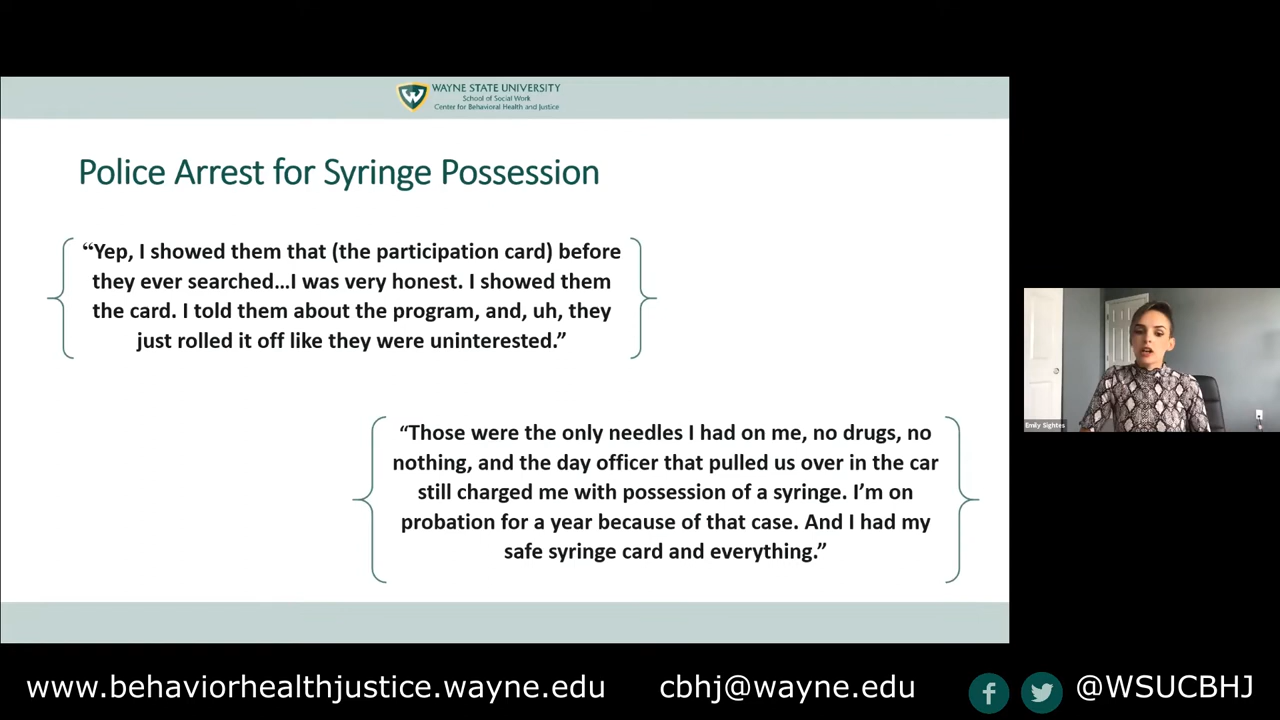 WAYNE STATE UNIVERSITY
School of Social Work
Center for Behavioral Health and Justice
Police Arrest for Syringe Possession
“Yep, I showed them that (the participation card) before
they ever searched…I was very honest. I showed them
the card. I told them about the program, and, uh, they
just rolled it off like they were uninterested.”
“Those were the only needles I had on me, no drugs, no
nothing, and the day officer that pulled us over in the car
still charged me with possession of a syringe. I’m on
probation for a year because of that case. And I had my
safe syringe card and everything.”
Emily Sightes
www.behaviorhealthjustice.wayne.edu cbhj@wayne.edu @WSUCBHJ